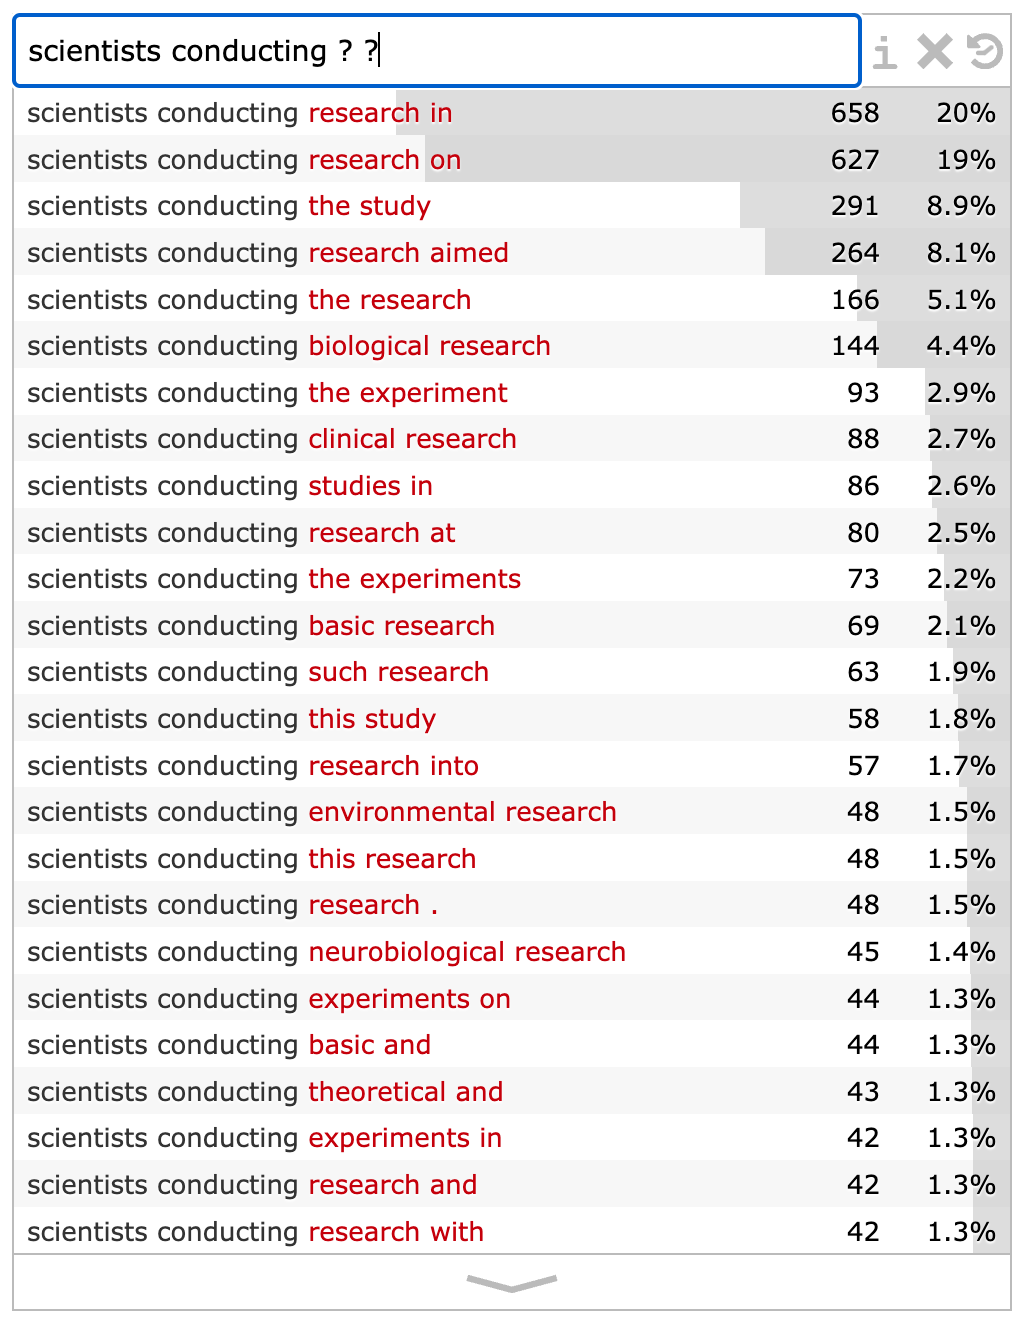 scientists conducting ? ?
scientists conducting research in 658 20%
scientists conducting research on 627 19%
scientists conducting the study 291 8.9%
scientists conducting research aimed 264 8.1%
scientists conducting the research 166 5.1%
scientists conducting biological research 144 4.4%
scientists conducting the experiment 93 2.9%
scientists conducting clinical research 88 2.7%
scientists conducting studies in 86 2.6%
scientists conducting research at 80 2.5%
scientists conducting the experiments 73 2.2%
scientists conducting basic research 69 2.1%
scientists conducting such research 63 1.9%
scientists conducting this study 58 1.8%
scientists conducting research into 57 1.7%
scientists conducting environmental research 48 1.5%
scientists conducting this research 48 1.5%
scientists conducting research . 48 1.5%
scientists conducting neurobiological research 45 1.4%
scientists conducting experiments on 44 1.3%
scientists conducting basic and 44 1.3%
scientists conducting theoretical and 43 1.3%
scientists conducting experiments in 42 1.3%
scientists conducting research and 42 1.3%
scientists conducting research with 42 1.3%